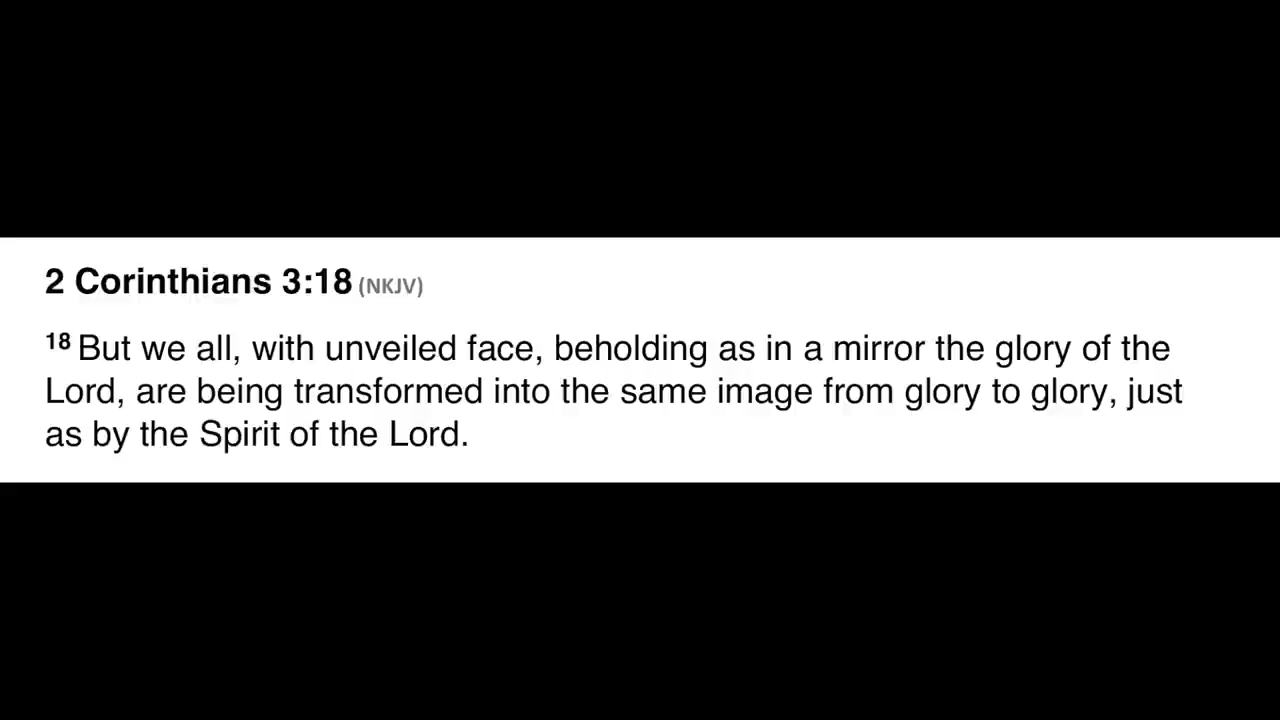 2 Corinthians 3:18 (NKJV)
18 But we all, with unveiled face, beholding as in a mirror the glory of the
Lord, are being transformed into the same image from glory to glory, just
as by the Spirit of the Lord.